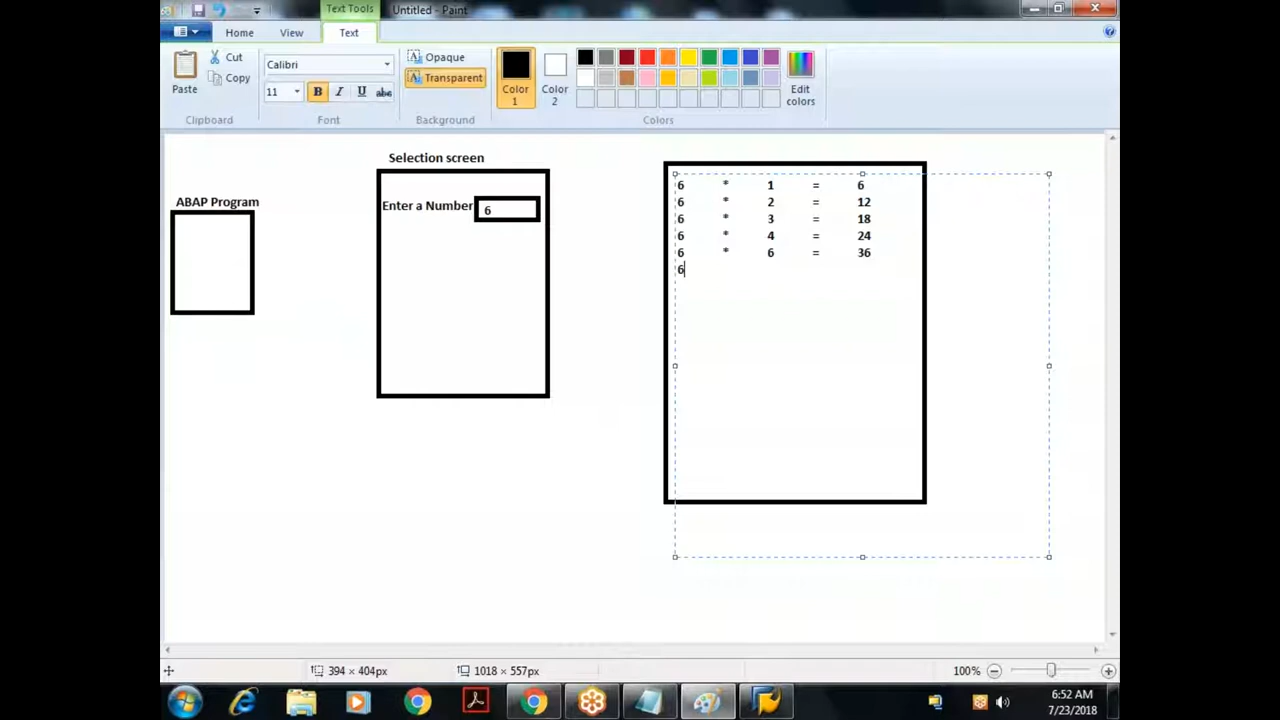 Text Tools
Untitled - Paint
Home
View
Text
Paste
Cut
Copy
Clipboard
Calibri
11
B
I
U
abc
Font
Opaque
Transparent
Background
Color
1
Color
2
Edit
colors
Colors
Selection screen
ABAP Program
Enter a Number
6
6 * 1 = 6
6 * 2 = 12
6 * 3 = 18
6 * 4 = 24
6 * 6 = 36
6
394 × 404px
1018 × 557px
100%
6:52 AM
7/23/2018